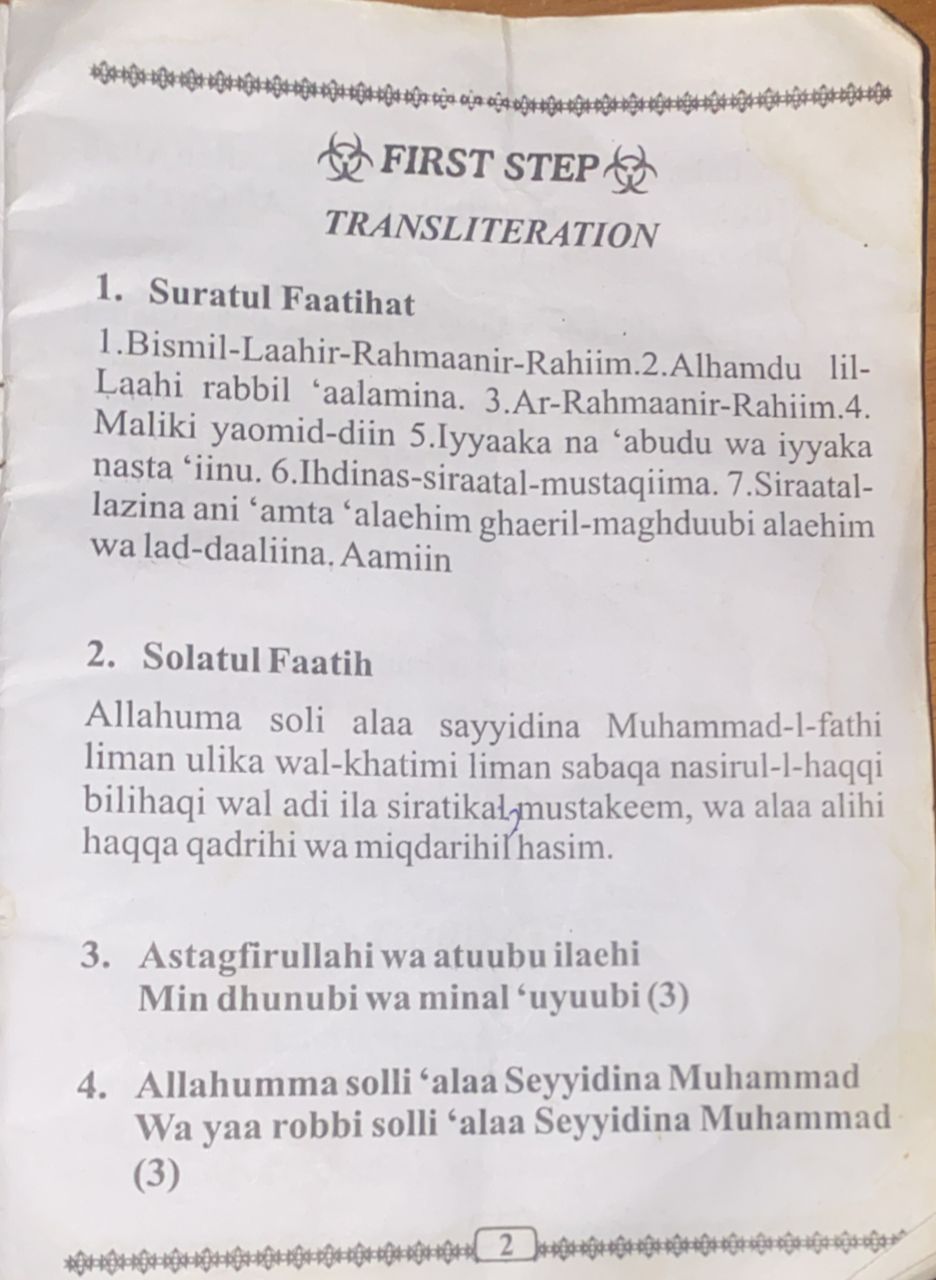 FIRST STEP
TRANSLITERATION
1. Suratul Faatihat
1.Bismil-Laahir-Rahmaanir-Rahiim.2.Alhamdu lil-
Laahi rabbil ‘aalamina. 3.Ar-Rahmaanir-Rahiim.4.
Maliki yaomid-diin 5.Iyyaaka na ‘abudu wa iyyaka
nasta ‘iinu. 6.Ihdinas-siraatal-mustaqiima. 7.Siraatal-
lazina ani ‘amta ‘alaehim ghaeril-maghduubi alaehim
wa lad-daaliina. Aamiin
2. Solatul Faatih
Allahuma soli alaa sayyidina Muhammad-l-fathi
liman ulika wal-khatimi liman sabaqa nasirul-l-haqqi
bilihaqi wal adi ila siratikal mustakeem, wa alaa alihi
haqqa qadrihi wa miqdarihil hasim.
3. Astagfirullahi wa atuubu ilaehi
Min dhunubi wa minal ‘uyuubi (3)
4. Allahumma solli ‘alaa Seyyidina Muhammad
Wa yaa robbi solli ‘alaa Seyyidina Muhammad
(3)
2